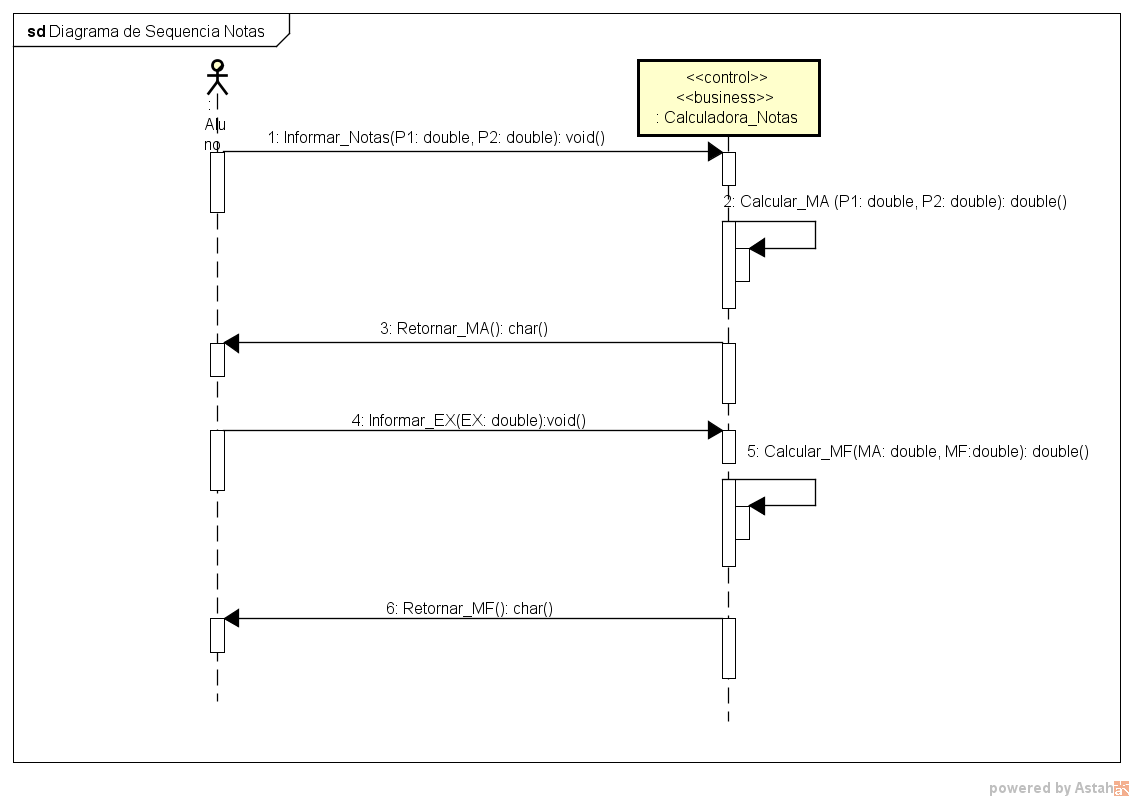 sd Diagrama de Sequencia Notas
:
Alu
no
<<control>>
<<business>>
: Calculadora_Notas
1: Informar_Notas(P1: double, P2: double): void()
2: Calcular_MA (P1: double, P2: double): double()
3: Retornar_MA(): char()
4: Informar_EX(EX: double):void()
5: Calcular_MF(MA: double, MF:double): double()
6: Retornar_MF(): char()
powered by Astah